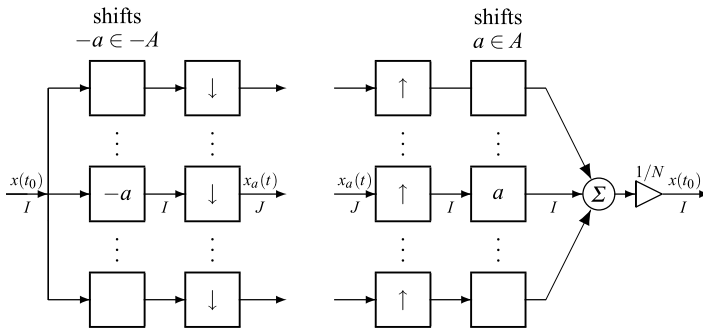 shifts
−a ∈ −A
shifts
a ∈ A
↓
↑
⋮ ⋮ ⋮ ⋮
x(t₀)
I
−a
I
↓
xₐ(t)
J
xₐ(t)
J
↑
I
a
I
Σ
1/N
x(t₀)
I
⋮ ⋮ ⋮ ⋮
↓
↑